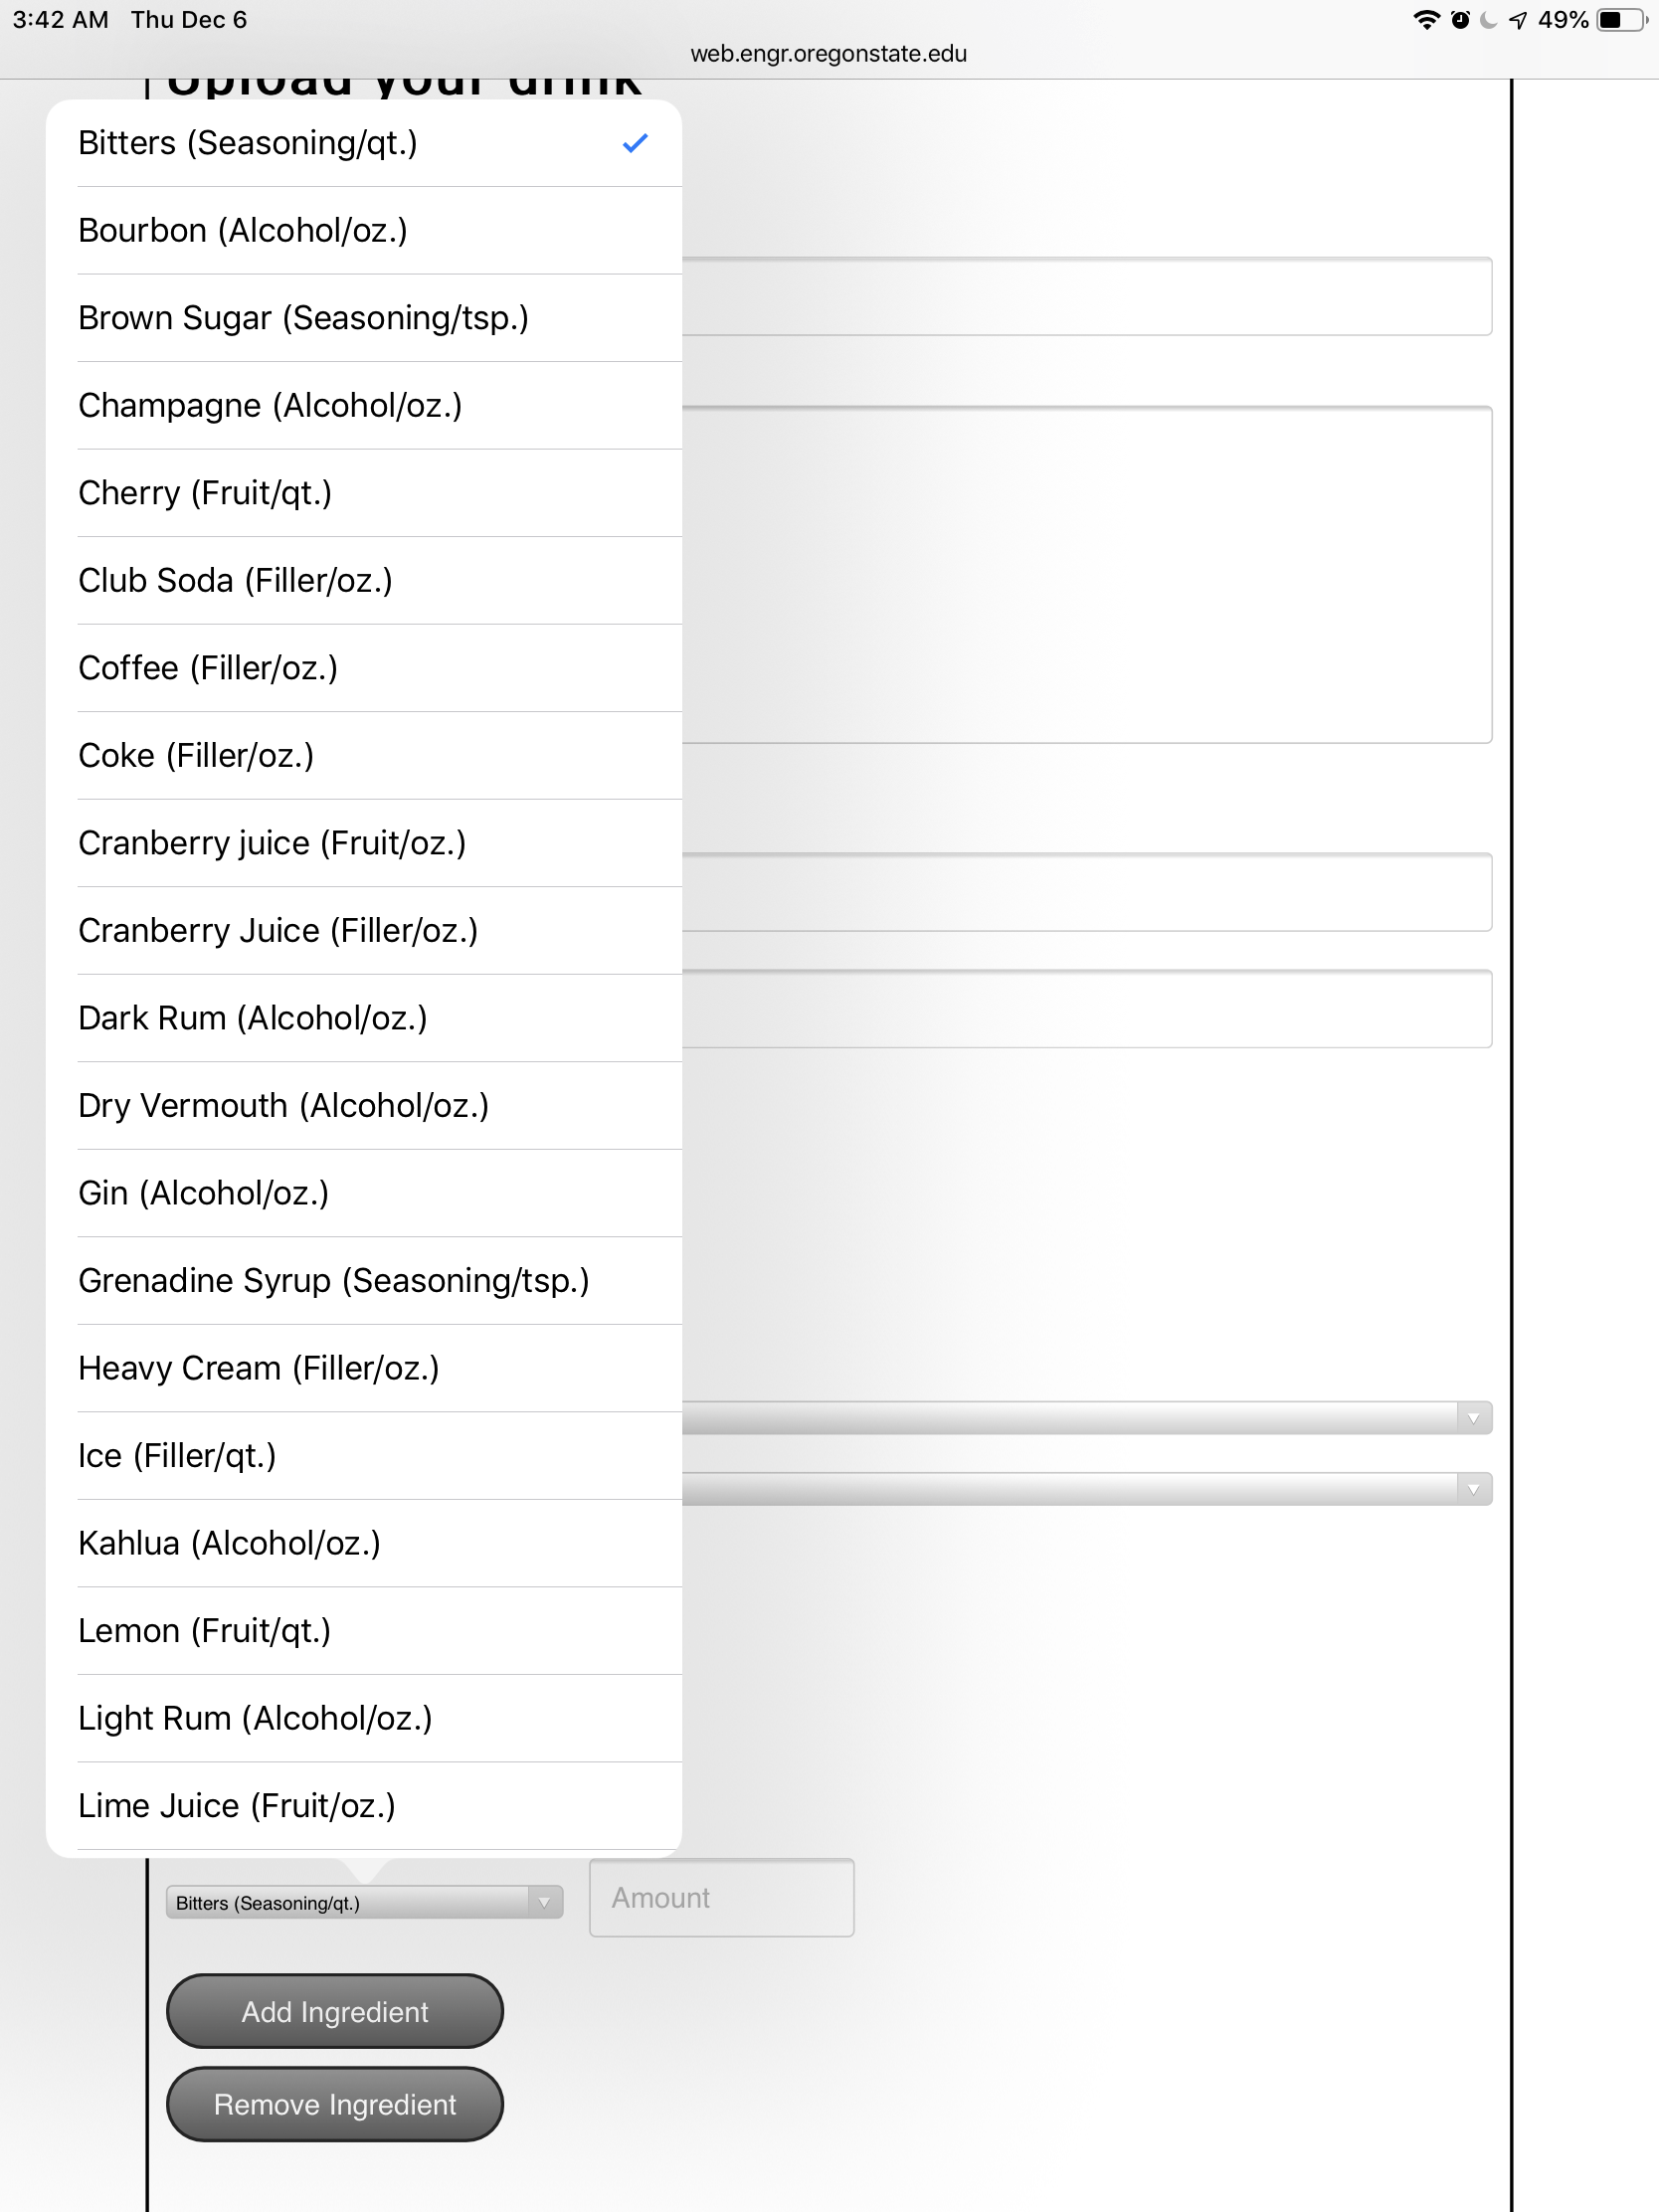 3:42 AM Thu Dec 6 49%
web.engr.oregonstate.edu
Upload your drink
Bitters (Seasoning/qt.)
Bourbon (Alcohol/oz.)
Brown Sugar (Seasoning/tsp.)
Champagne (Alcohol/oz.)
Cherry (Fruit/qt.)
Club Soda (Filler/oz.)
Coffee (Filler/oz.)
Coke (Filler/oz.)
Cranberry juice (Fruit/oz.)
Cranberry Juice (Filler/oz.)
Dark Rum (Alcohol/oz.)
Dry Vermouth (Alcohol/oz.)
Gin (Alcohol/oz.)
Grenadine Syrup (Seasoning/tsp.)
Heavy Cream (Filler/oz.)
Ice (Filler/qt.)
Kahlua (Alcohol/oz.)
Lemon (Fruit/qt.)
Light Rum (Alcohol/oz.)
Lime Juice (Fruit/oz.)
Bitters (Seasoning/qt.) Amount
Add Ingredient
Remove Ingredient